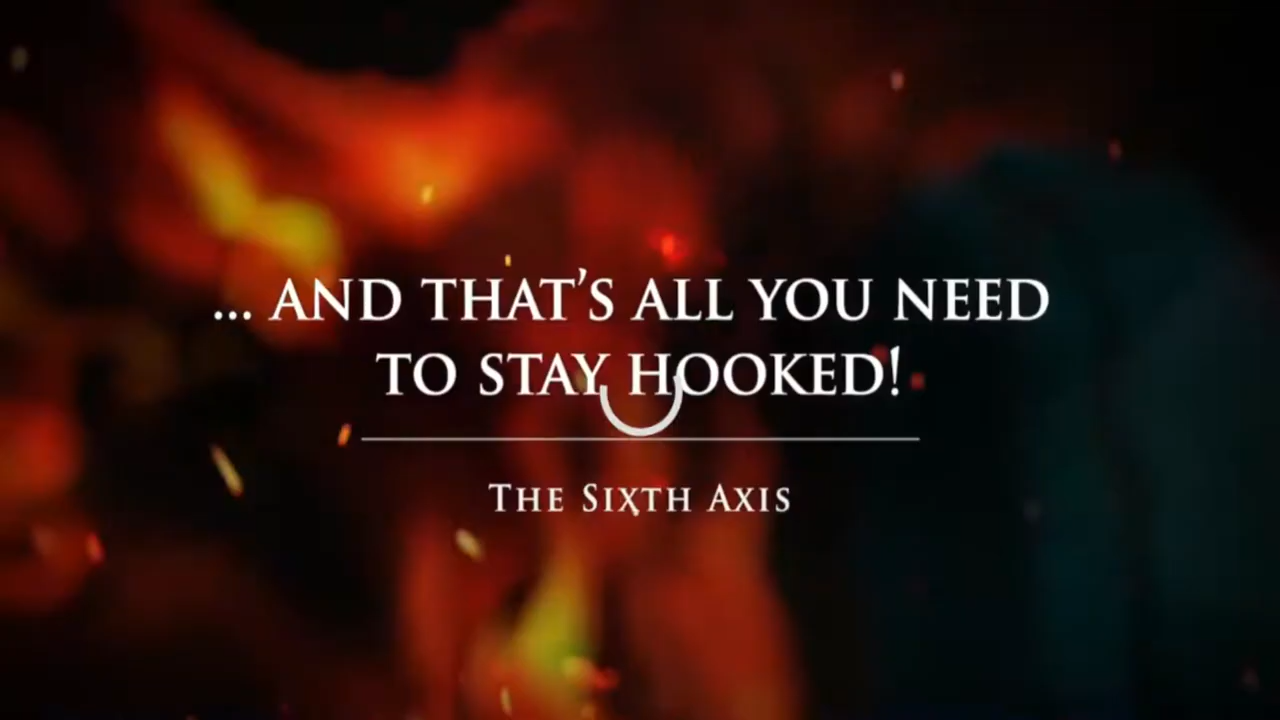 ... AND THAT'S ALL YOU NEED
TO STAY HOOKED!
THE SIXTH AXIS